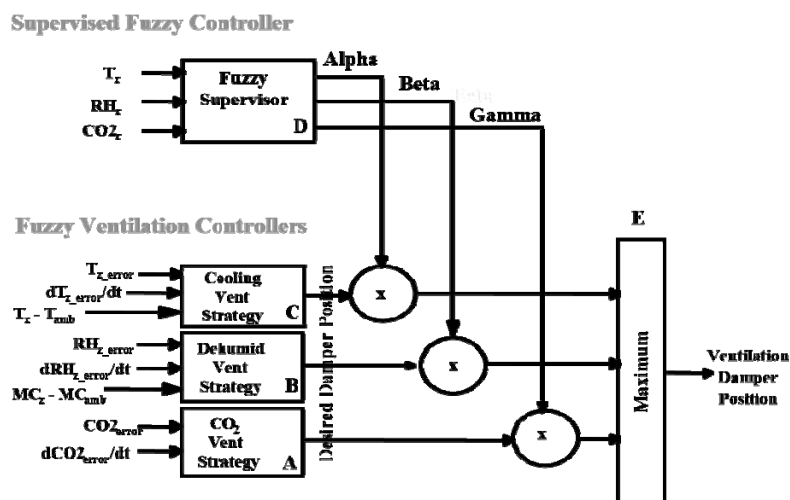 Supervised Fuzzy Controller
Alpha
Beta
Gamma
Tz
RHz
CO2z
Fuzzy
Supervisor
D
Fuzzy Ventilation Controllers
E
Tz_error
dTz_error/dt
Tz - Tamb
Cooling
Vent
Strategy C
RHz_error
dRHz_error/dt
MCz - MCamb
Dehumid
Vent
Strategy B
CO2error
dCO2error/dt
CO2
Vent
Strategy A
Desired Damper Position
x
x
x
Maximum
Ventilation
Damper
Position